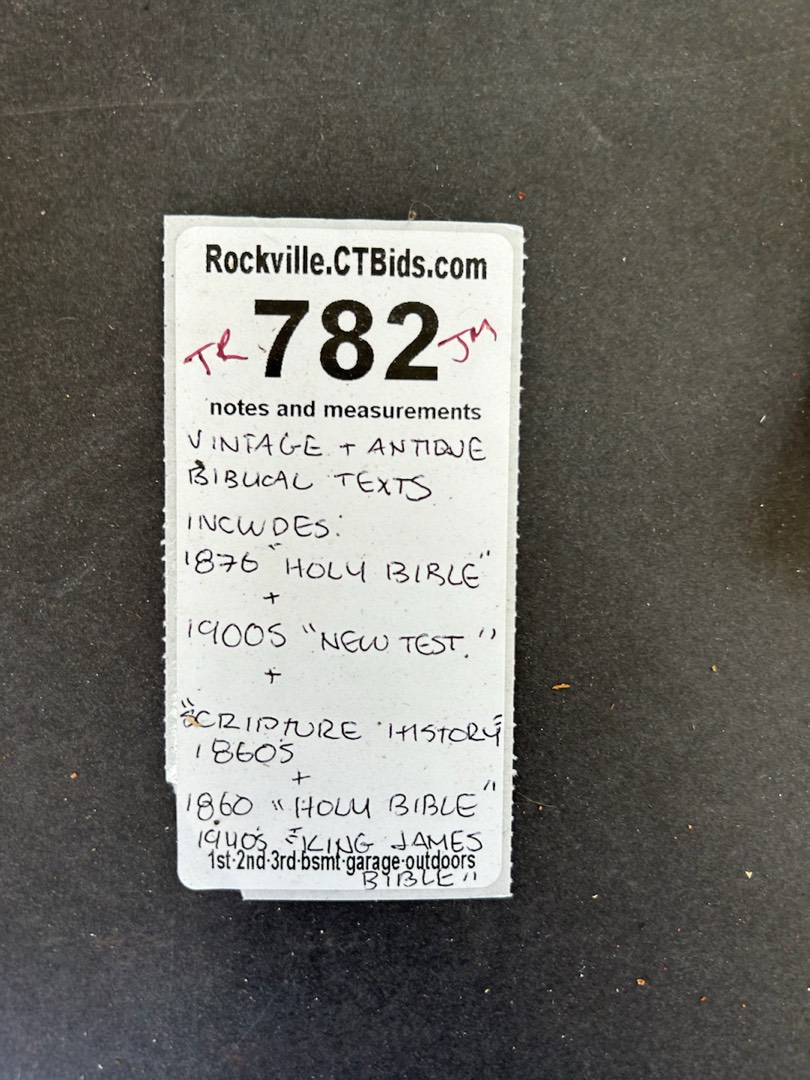 Rockville.CTBids.com
TR 782 JM
notes and measurements
VINTAGE + ANTIQUE
BIBLICAL TEXTS
INCLUDES:
1876 "HOLY BIBLE"
+
1900S "NEW TEST."
+
"SCRIPTURE HISTORY"
1860S
+
1860 "HOLY BIBLE"
1940's "KING JAMES
1st·2nd·3rd·bsmt·garage·outdoors
BIBLE"